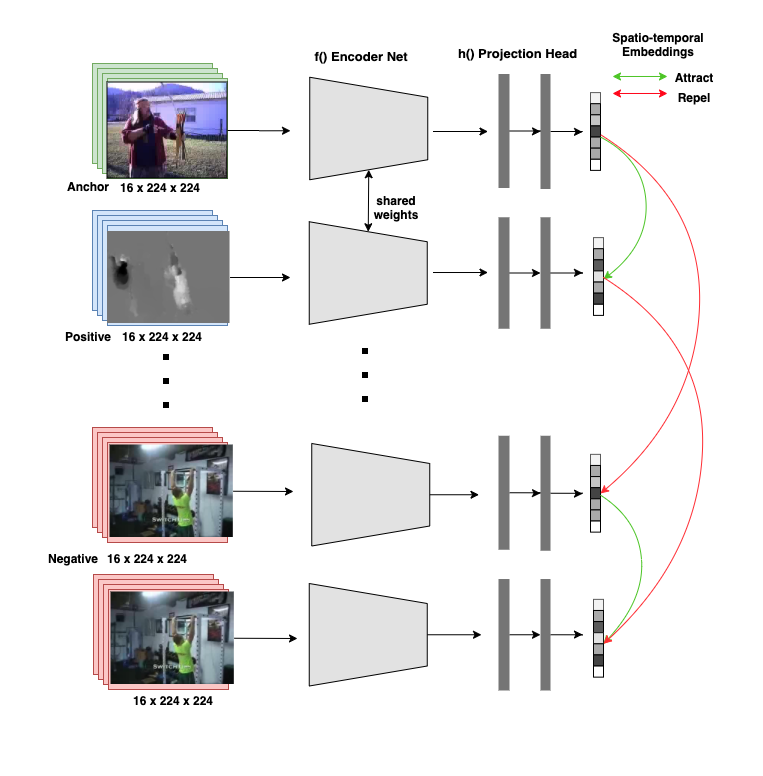 f() Encoder Net
h() Projection Head
Spatio-temporal
Embeddings
Attract
Repel
Anchor 16 x 224 x 224
shared
weights
Positive 16 x 224 x 224
Negative 16 x 224 x 224
16 x 224 x 224